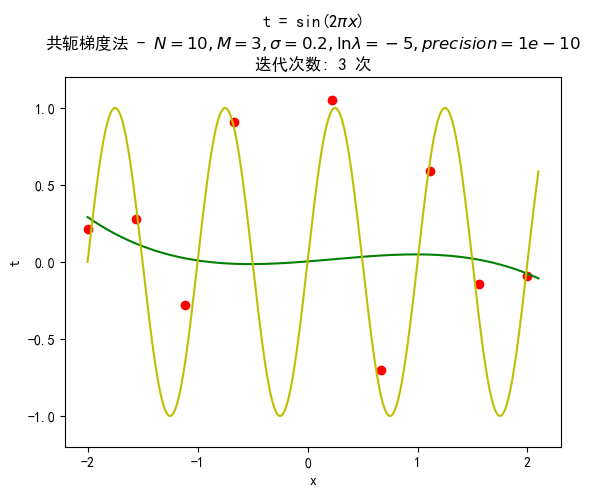 t = sin(2πx)
共轭梯度法 - N = 10, M = 3, σ = 0.2, lnλ = −5, precision = 1e − 10
迭代次数: 3 次
1.0
0.5
0.0
−0.5
−1.0
t
−2 −1 0 1 2
x